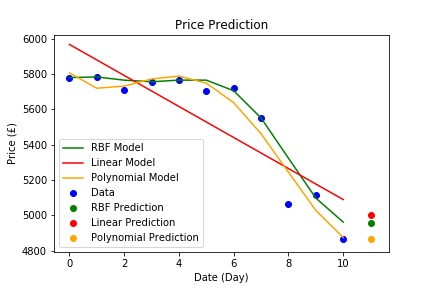 Price Prediction
6000
5800
5600
5400
5200
5000
4800
Price (£)
RBF Model
Linear Model
Polynomial Model
Data
RBF Prediction
Linear Prediction
Polynomial Prediction
0 2 4 6 8 10
Date (Day)